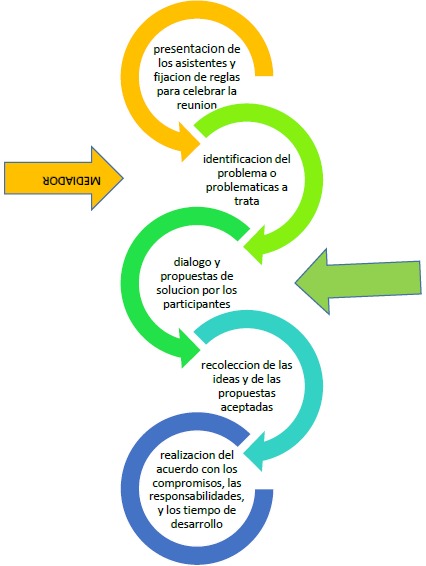 presentacion de
los asistentes y
fijacion de reglas
para celebrar la
reunion
identificacion del
problema o
problematicas a
trata
MEDIADOR
dialogo y
propuestas de
solucion por los
participantes
recoleccion de las
ideas y de las
propuestas
aceptadas
realizacion del
acuerdo con los
compromisos, las
responsabilidades,
y los tiempo de
desarrollo